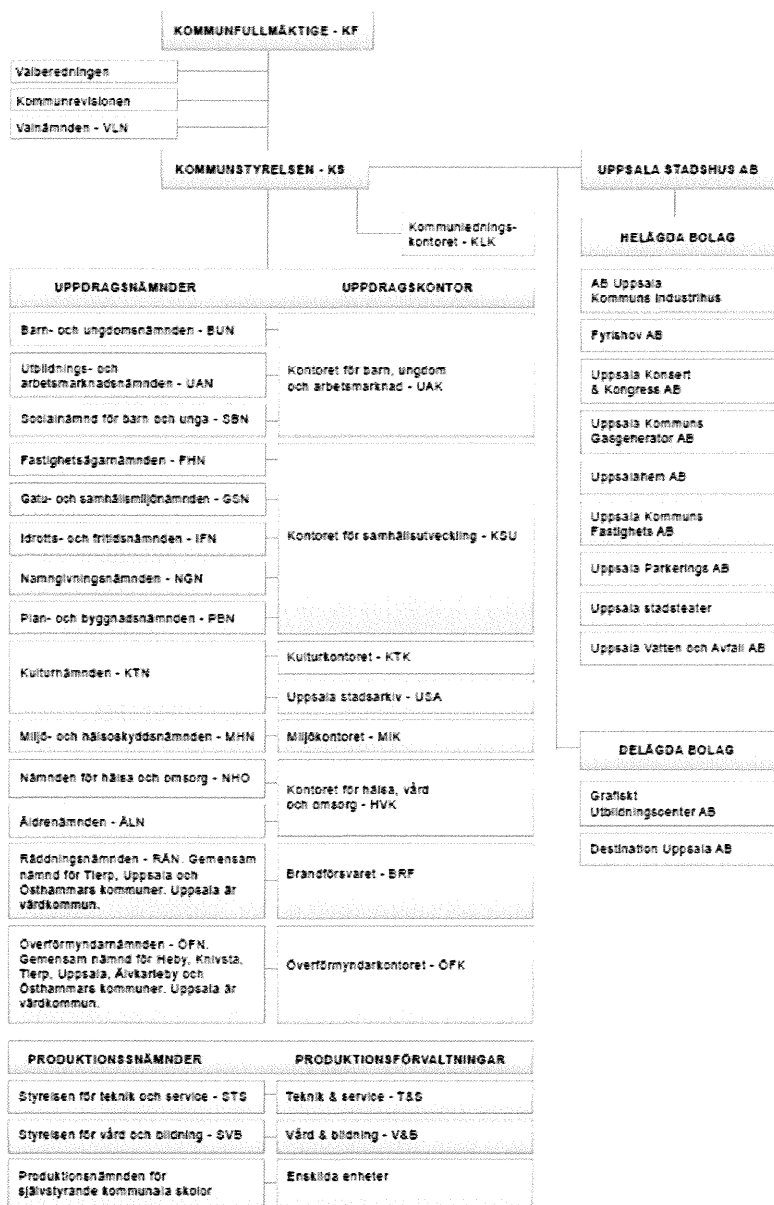 KOMMUNFULLMÄKTIGE - KF
Valberedningen
Kommunrevisionen
Valnämnden - VLN
KOMMUNSTYRELSEN - KS
UPPSALA STADSHUS AB
Kommunlednings-
kontoret - KLK
HELÄGDA BOLAG
UPPDRAGSNÄMNDER
UPPDRAGSKONTOR
AB Uppsala
Kommuns Industrihus
Fyrishov AB
Uppsala Konsert
& Kongress AB
Uppsala Kommuns
Gasgenerator AB
Uppsalahem AB
Uppsala Kommuns
Fastighets AB
Uppsala Parkerings AB
Uppsala stadsteater
Uppsala Vatten och Avfall AB
Barn- och ungdomsnämnden - BUN
Utbildnings- och
arbetsmarknadsnämnden - UAN
Socialnämnd för barn och unga - SBN
Kontoret för barn, ungdom
och arbetsmarknad - UAK
Fastighetsägarnämnden - FHN
Gatu- och samhällsmiljönämnden - GSN
Idrotts- och fritidsnämnden - IFN
Namngivningsnämnden - NGN
Plan- och byggnadsnämnden - PBN
Kontoret för samhällsutveckling - KSU
Kulturnämnden - KTN
Kulturkontoret - KTK
Uppsala stadsarkiv - USA
Miljö- och hälsoskyddsnämnden - MHN
Miljökontoret - MIK
Nämnden för hälsa och omsorg - NHO
Äldrenämnden - ÄLN
Kontoret för hälsa, vård
och omsorg - HVK
DELÄGDA BOLAG
Grafiskt
Utbildningscenter AB
Destination Uppsala AB
Räddningsnämnden - RÄN. Gemensam
nämnd för Tierp, Uppsala och
Östhammars kommuner. Uppsala är
värdkommun.
Brandförsvaret - BRF
Överförmyndarnämnden - ÖFN.
Gemensam nämnd för Heby, Knivsta,
Tierp, Uppsala, Älvkarleby och
Östhammars kommuner. Uppsala är
värdkommun.
Överförmyndarkontoret - ÖFK
PRODUKTIONSSNÄMNDER
PRODUKTIONSFÖRVALTNINGAR
Styrelsen för teknik och service - STS
Teknik & service - T&S
Styrelsen för vård och bildning - SVB
Vård & bildning - V&B
Produktionsnämnden för
självstyrande kommunala skolor
Enskilda enheter